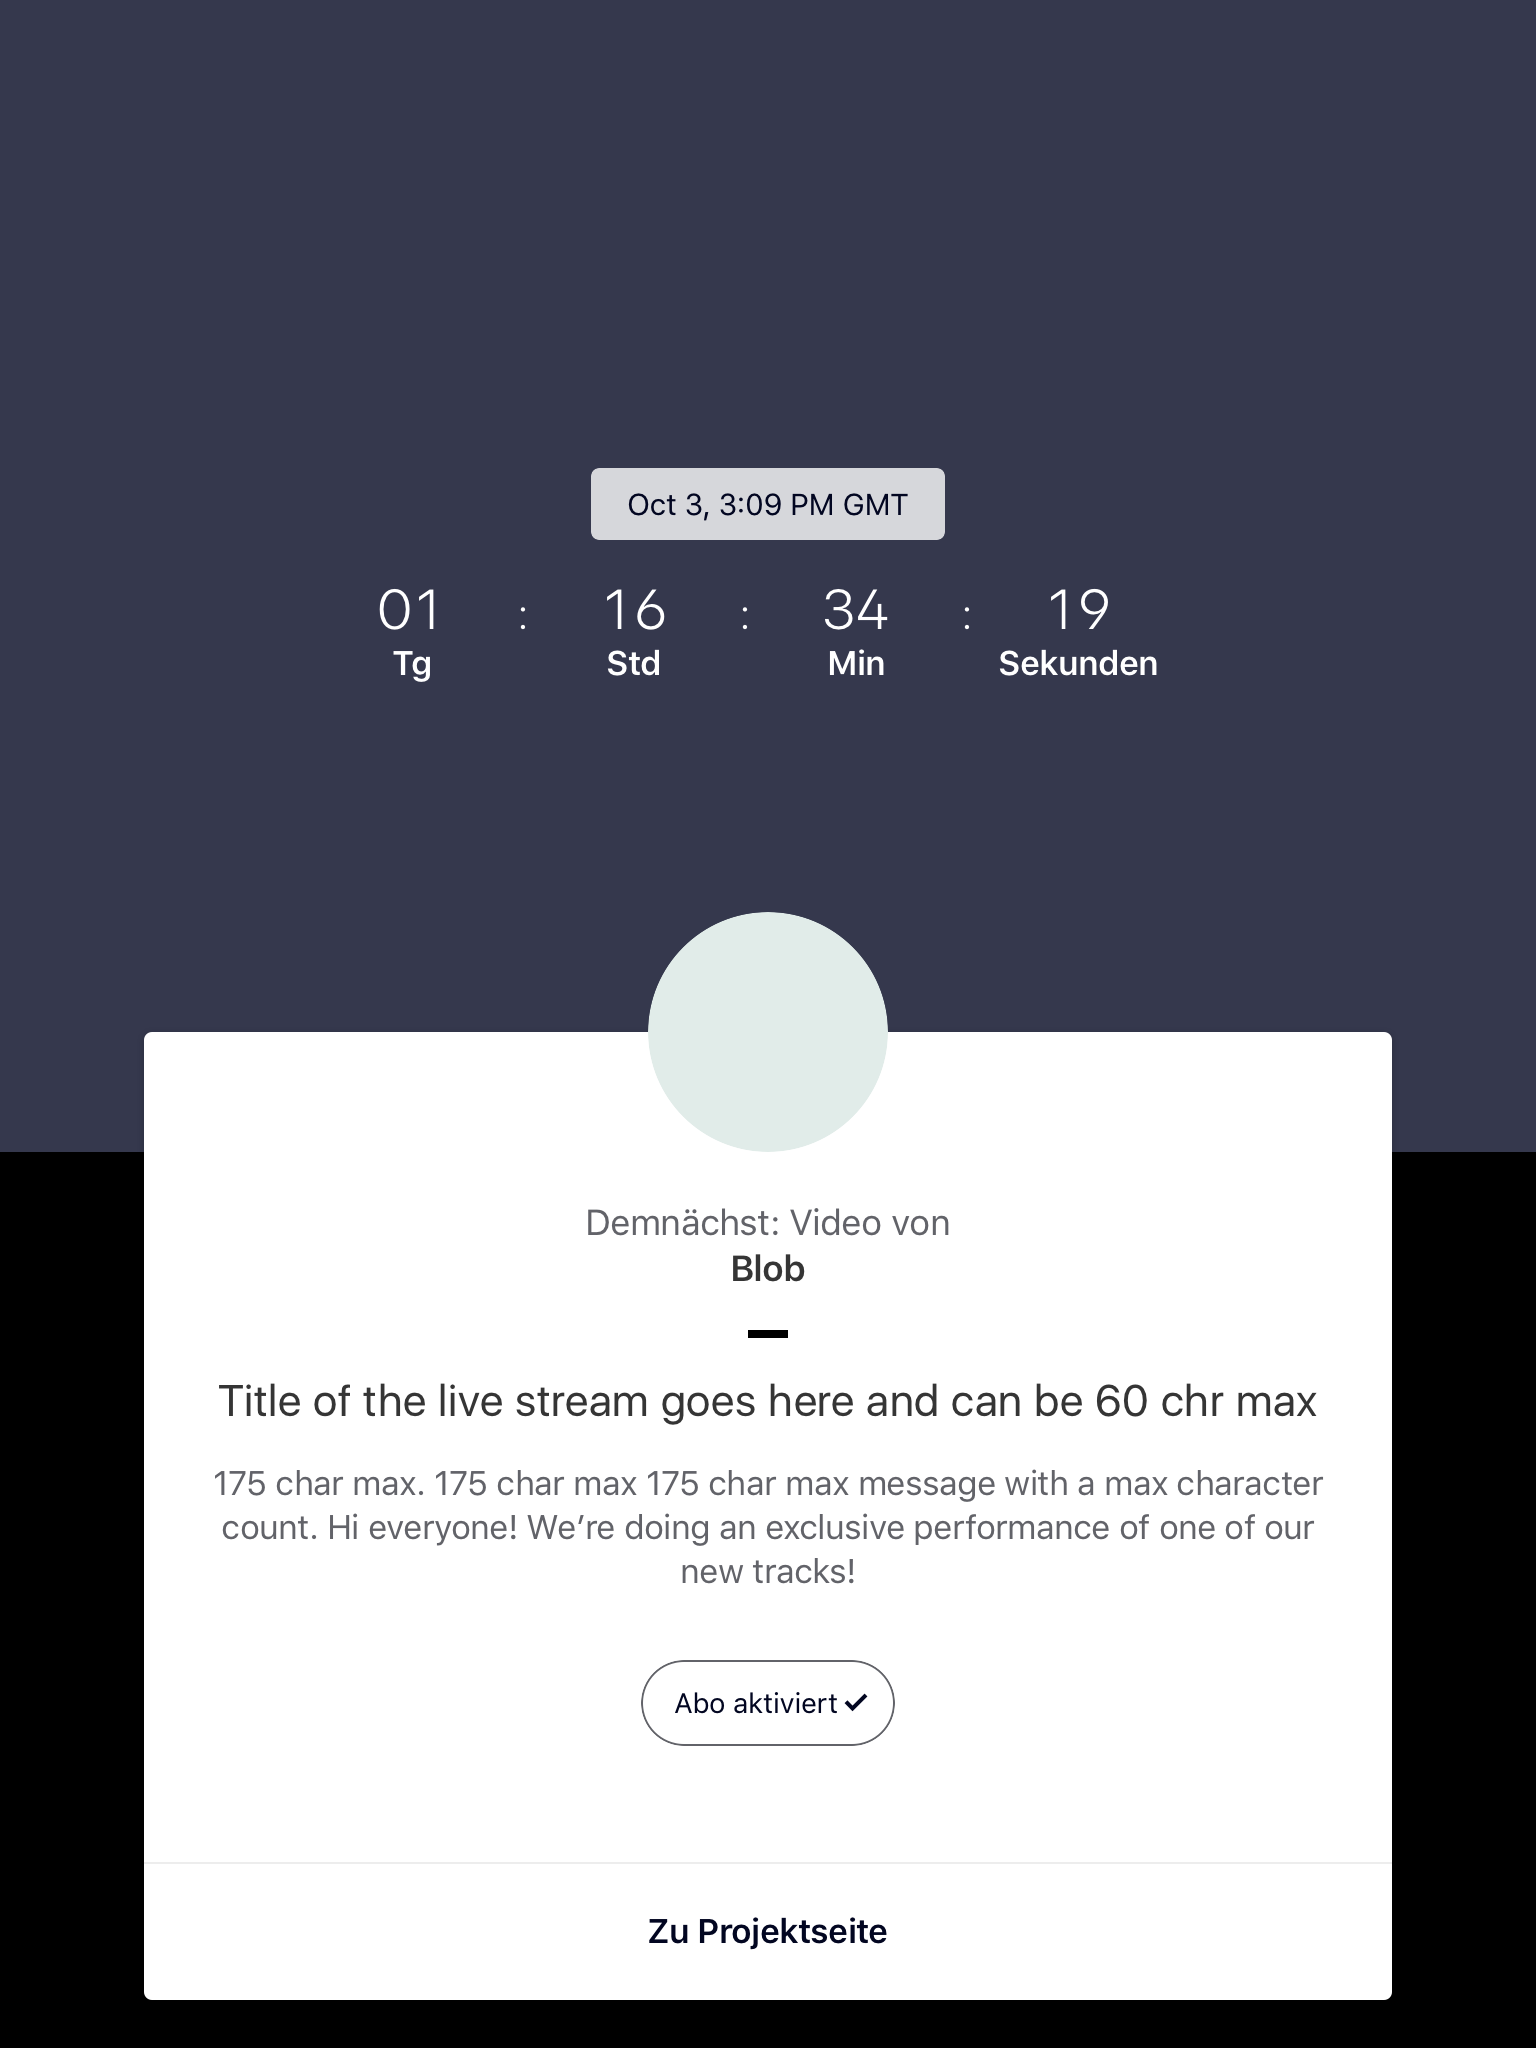 Oct 3, 3:09 PM GMT
01 : 16 : 34 : 19
Tg Std Min Sekunden
Demnächst: Video von
Blob
Title of the live stream goes here and can be 60 chr max
175 char max. 175 char max 175 char max message with a max character
count. Hi everyone! We’re doing an exclusive performance of one of our
new tracks!
Abo aktiviert ✓
Zu Projektseite